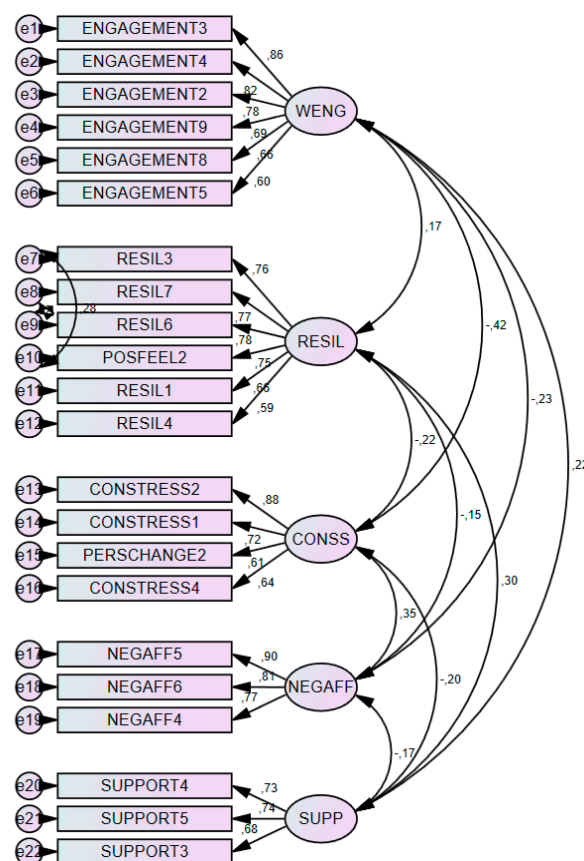 e1 ENGAGEMENT3
,86
e2 ENGAGEMENT4
,82
e3 ENGAGEMENT2
WENG
,78
e4 ENGAGEMENT9
,69
e5 ENGAGEMENT8
,66
e6 ENGAGEMENT5
,60
,17
e7 RESIL3
,76
e8 RESIL7
,28
e9 RESIL6
,77
RESIL
,78
-,42
e10 POSFEEL2
,75
e11 RESIL1
,66
-,23
e12 RESIL4
,59
-,22
,22
e13 CONSTRESS2
,88
e14 CONSTRESS1
-,15
,72
CONSS
e15 PERSCHANGE2
,61
e16 CONSTRESS4
,64
,30
,35
e17 NEGAFF5
,90
-,20
e18 NEGAFF6
,81
NEGAFF
,77
e19 NEGAFF4
-,17
e20 SUPPORT4
,73
e21 SUPPORT5
,74
SUPP
e22 SUPPORT3
,68